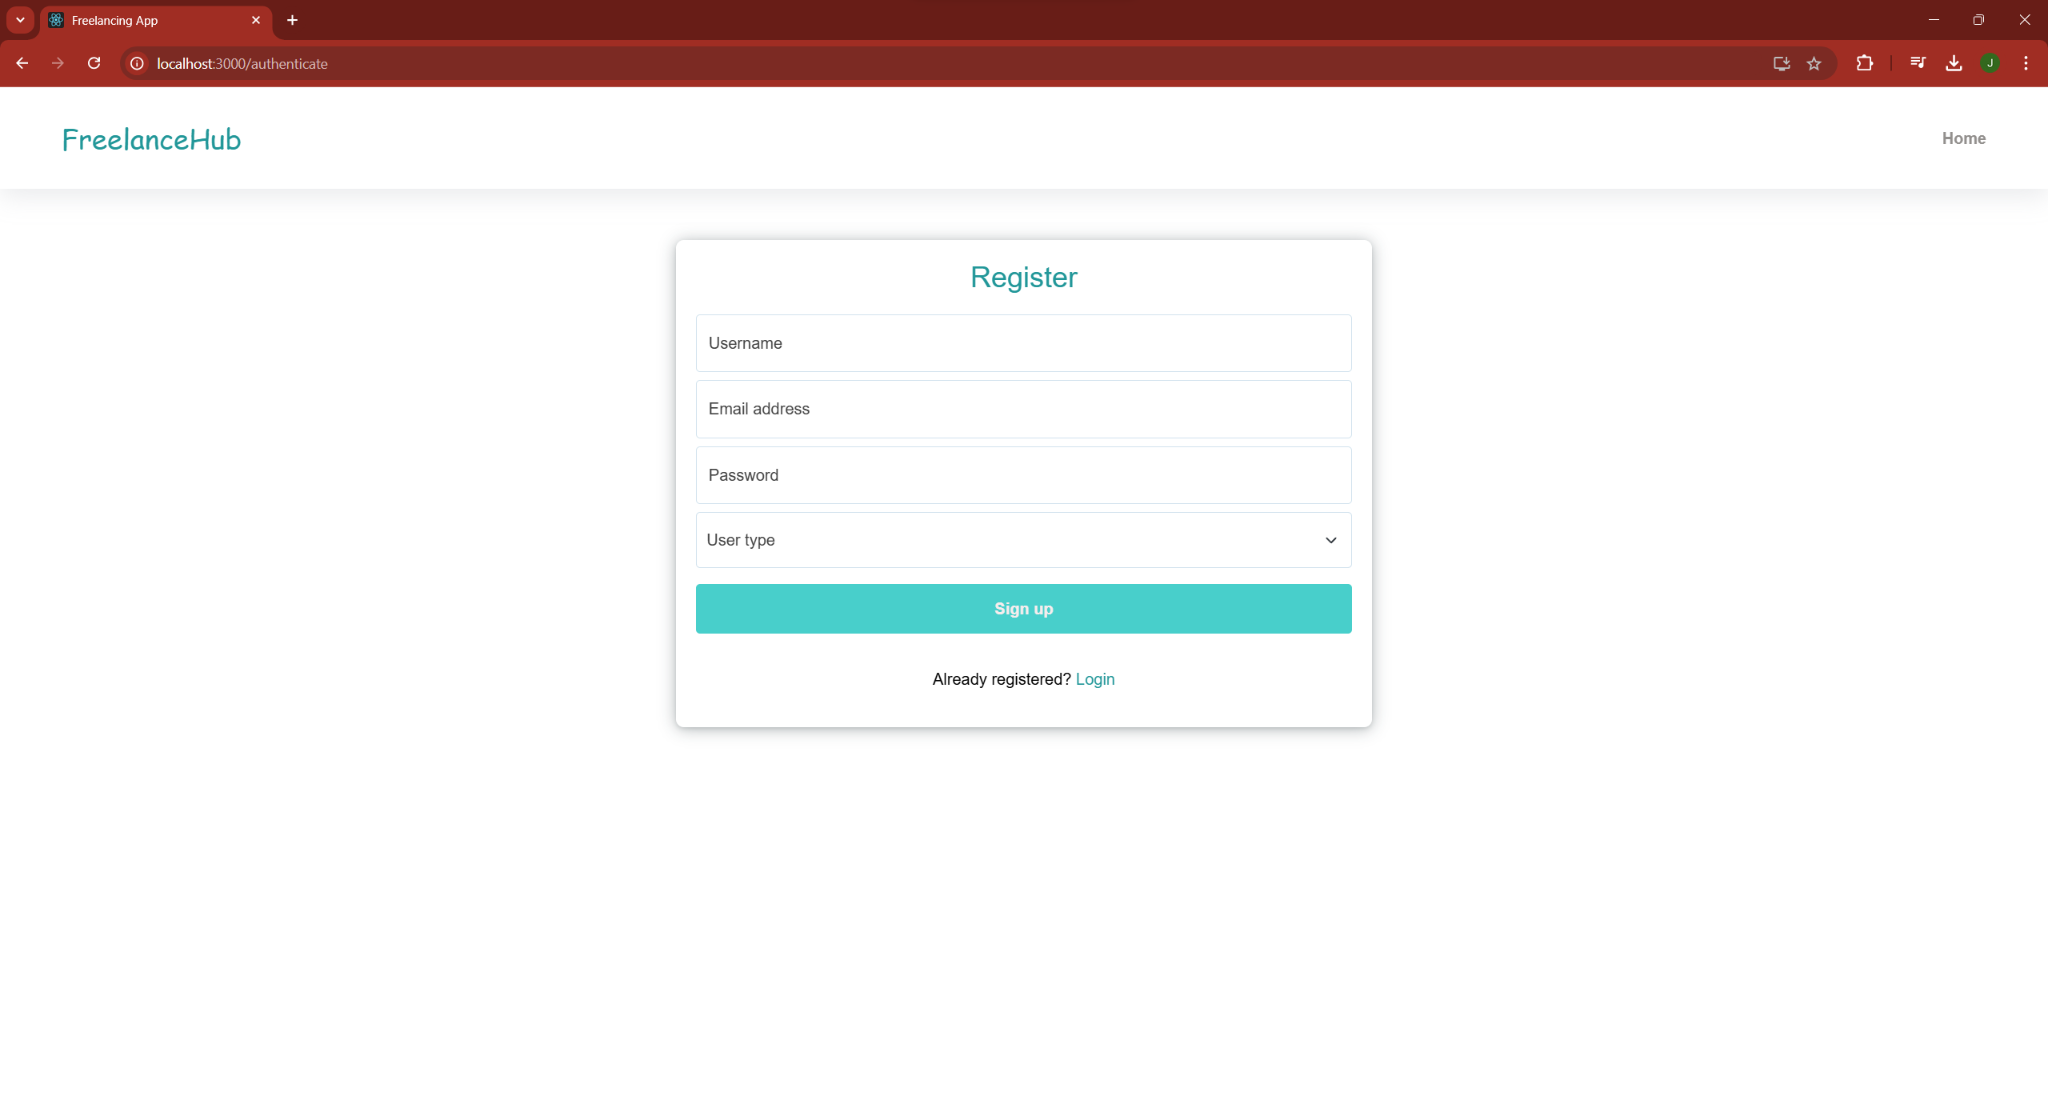 Freelancing App
localhost:3000/authenticate
J
FreelanceHub
Home
Register
Username
Email address
Password
User type
Sign up
Already registered? Login